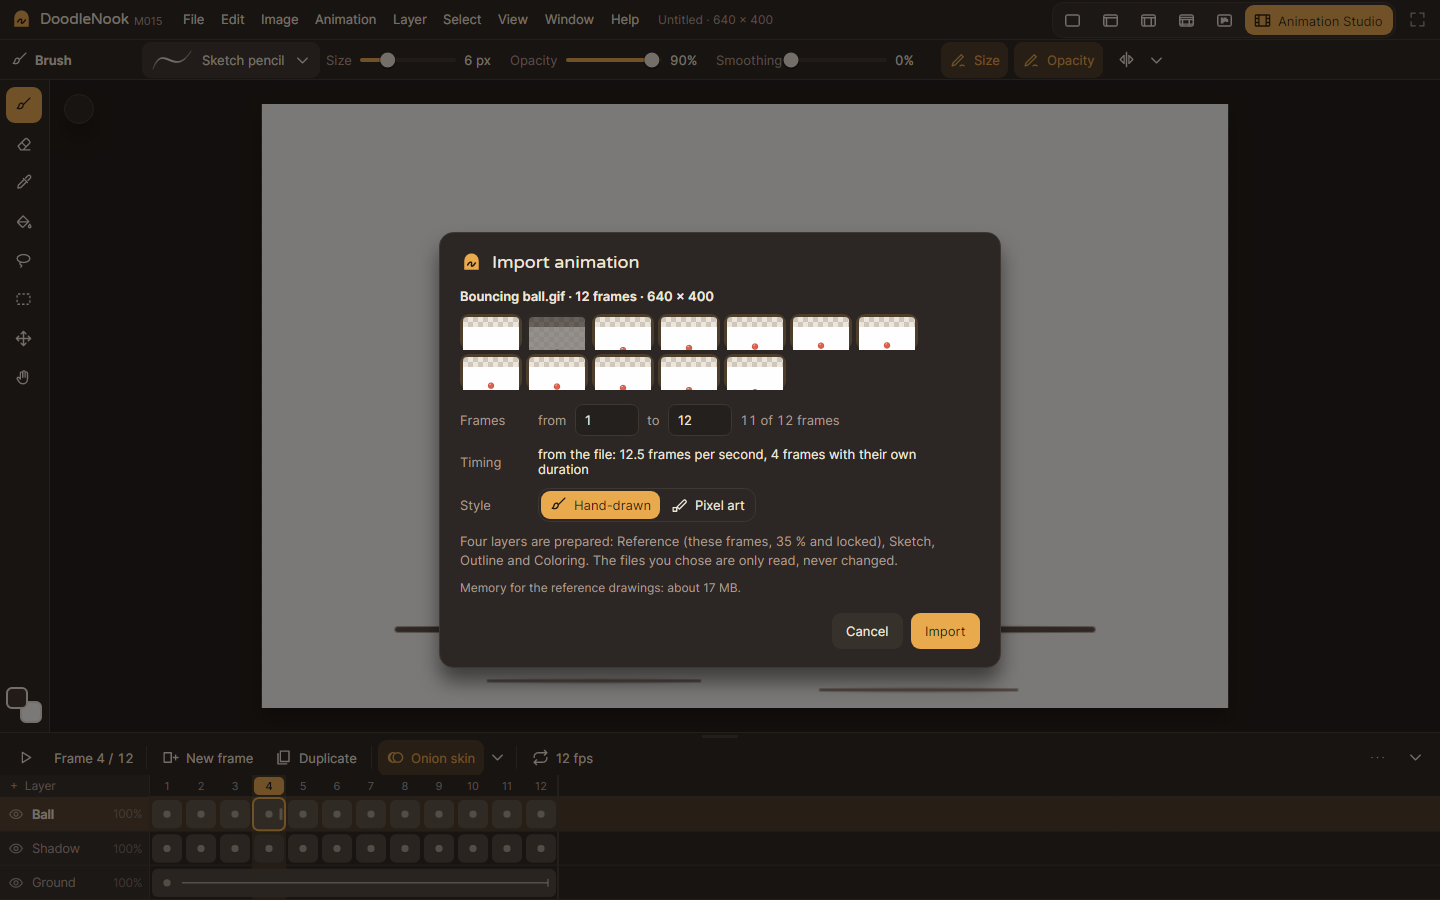 DoodleNook M015 File Edit Image Animation Layer Select View Window Help Untitled · 640 × 400 Animation Studio
Brush Sketch pencil Size 6 px Opacity 90% Smoothing 0% Size Opacity
Import animation
Bouncing ball.gif · 12 frames · 640 × 400
Frames from 1 to 12 11 of 12 frames
Timing from the file: 12.5 frames per second, 4 frames with their own
duration
Style Hand-drawn Pixel art
Four layers are prepared: Reference (these frames, 35 % and locked), Sketch,
Outline and Coloring. The files you chose are only read, never changed.
Memory for the reference drawings: about 17 MB.
Cancel Import
Frame 4 / 12 New frame Duplicate Onion skin 12 fps
+ Layer 1 2 3 4 5 6 7 8 9 10 11 12
Ball 100%
Shadow 100%
Ground 100%